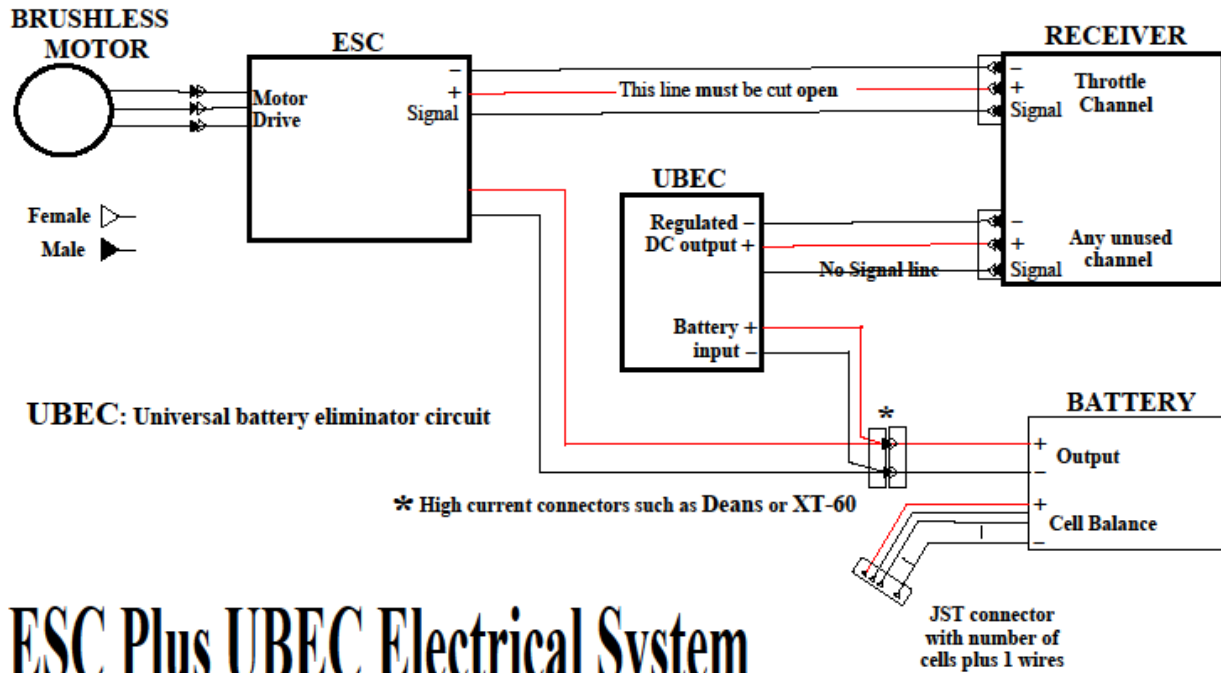 BRUSHLESS
MOTOR
ESC
RECEIVER
Motor
Drive
−
+
Signal
This line must be cut open
−
+
Signal
Throttle
Channel
Female
Male
UBEC
Regulated −
DC output +
No Signal line
−
+
Signal
Any unused
channel
Battery +
input −
UBEC: Universal battery eliminator circuit
*
BATTERY
+
Output
−
* High current connectors such as Deans or XT-60
+
Cell Balance
−
JST connector
with number of
cells plus 1 wires
ESC Plus UBEC Electrical System